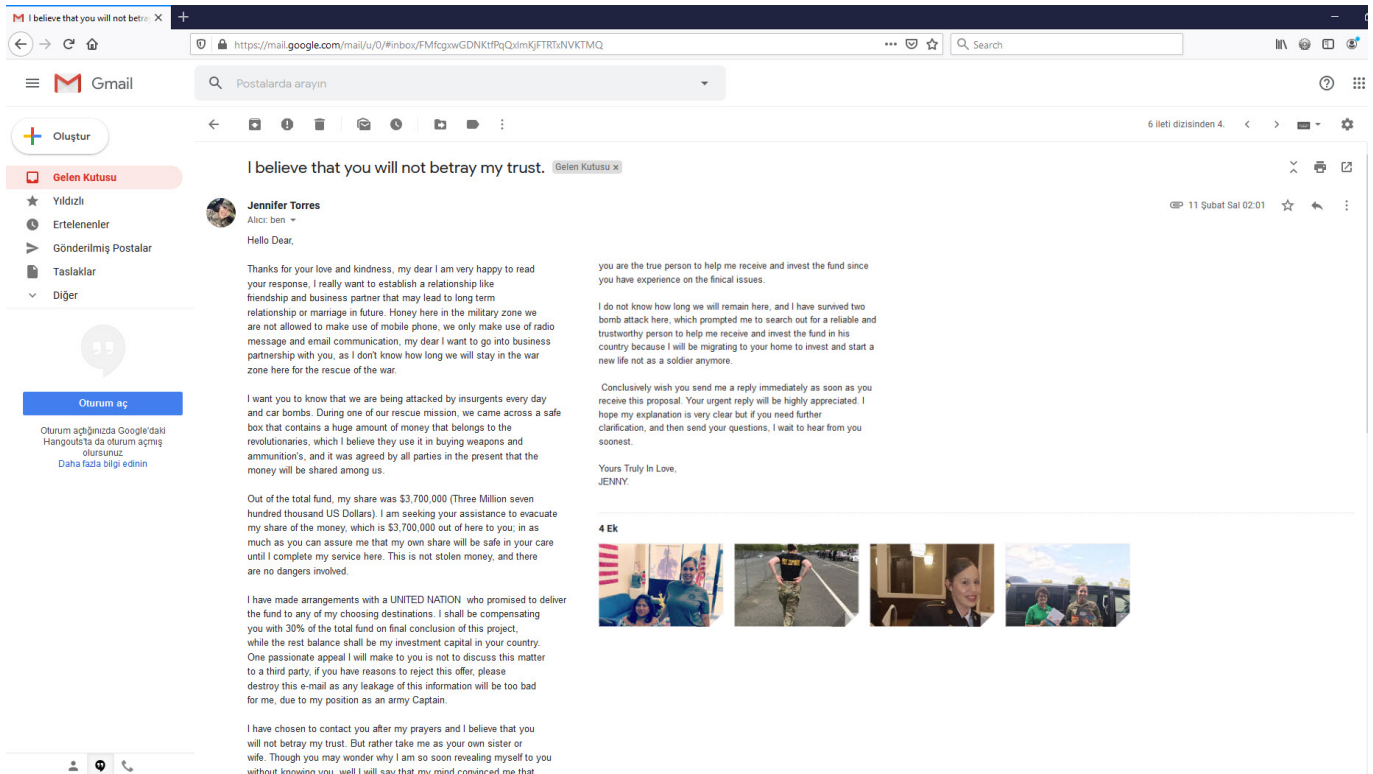 I believe that you will not betray
https://mail.google.com/mail/u/0/#inbox/FMfcgxwGDNKtfPqQxlmKjFTRTxNVKTMQ
Search
Gmail
Postalarda arayın
Oluştur
6 ileti dizisinden 4.
Gelen Kutusu
Yıldızlı
Ertelenenler
Gönderilmiş Postalar
Taslaklar
Diğer
Oturum aç
Oturum açtığınızda Google'daki
Hangouts'ta da oturum açmış
olursunuz
Daha fazla bilgi edinin
I believe that you will not betray my trust. Gelen Kutusu x
Jennifer Torres
11 Şubat Sal 02:01
Alıcı: ben
Hello Dear,
Thanks for your love and kindness, my dear I am very happy to read
your response, I really want to establish a relationship like
friendship and business partner that may lead to long term
relationship or marriage in future. Honey here in the military zone we
are not allowed to make use of mobile phone, we only make use of radio
message and email communication, my dear I want to go into business
partnership with you, as I don't know how long we will stay in the war
zone here for the rescue of the war.
I want you to know that we are being attacked by insurgents every day
and car bombs. During one of our rescue mission, we came across a safe
box that contains a huge amount of money that belongs to the
revolutionaries, which I believe they use it in buying weapons and
ammunition's, and it was agreed by all parties in the present that the
money will be shared among us.
Out of the total fund, my share was $3,700,000 (Three Million seven
hundred thousand US Dollars). I am seeking your assistance to evacuate
my share of the money, which is $3,700,000 out of here to you; in as
much as you can assure me that my own share will be safe in your care
until I complete my service here. This is not stolen money, and there
are no dangers involved.
I have made arrangements with a UNITED NATION who promised to deliver
the fund to any of my choosing destinations. I shall be compensating
you with 30% of the total fund on final conclusion of this project,
while the rest balance shall be my investment capital in your country.
One passionate appeal I will make to you is not to discuss this matter
to a third party, if you have reasons to reject this offer, please
destroy this e-mail as any leakage of this information will be too bad
for me, due to my position as an army Captain.
I have chosen to contact you after my prayers and I believe that you
will not betray my trust. But rather take me as your own sister or
wife. Though you may wonder why I am so soon revealing myself to you
without knowing you, well I will say that my mind convinced me that
you are the true person to help me receive and invest the fund since
you have experience on the finical issues.
I do not know how long we will remain here, and I have survived two
bomb attack here, which prompted me to search out for a reliable and
trustworthy person to help me receive and invest the fund in his
country because I will be migrating to your home to invest and start a
new life not as a soldier anymore.
Conclusively wish you send me a reply immediately as soon as you
receive this proposal. Your urgent reply will be highly appreciated. I
hope my explanation is very clear but if you need further
clarification, and then send your questions, I wait to hear from you
soonest.
Yours Truly In Love,
JENNY.
4 Ek